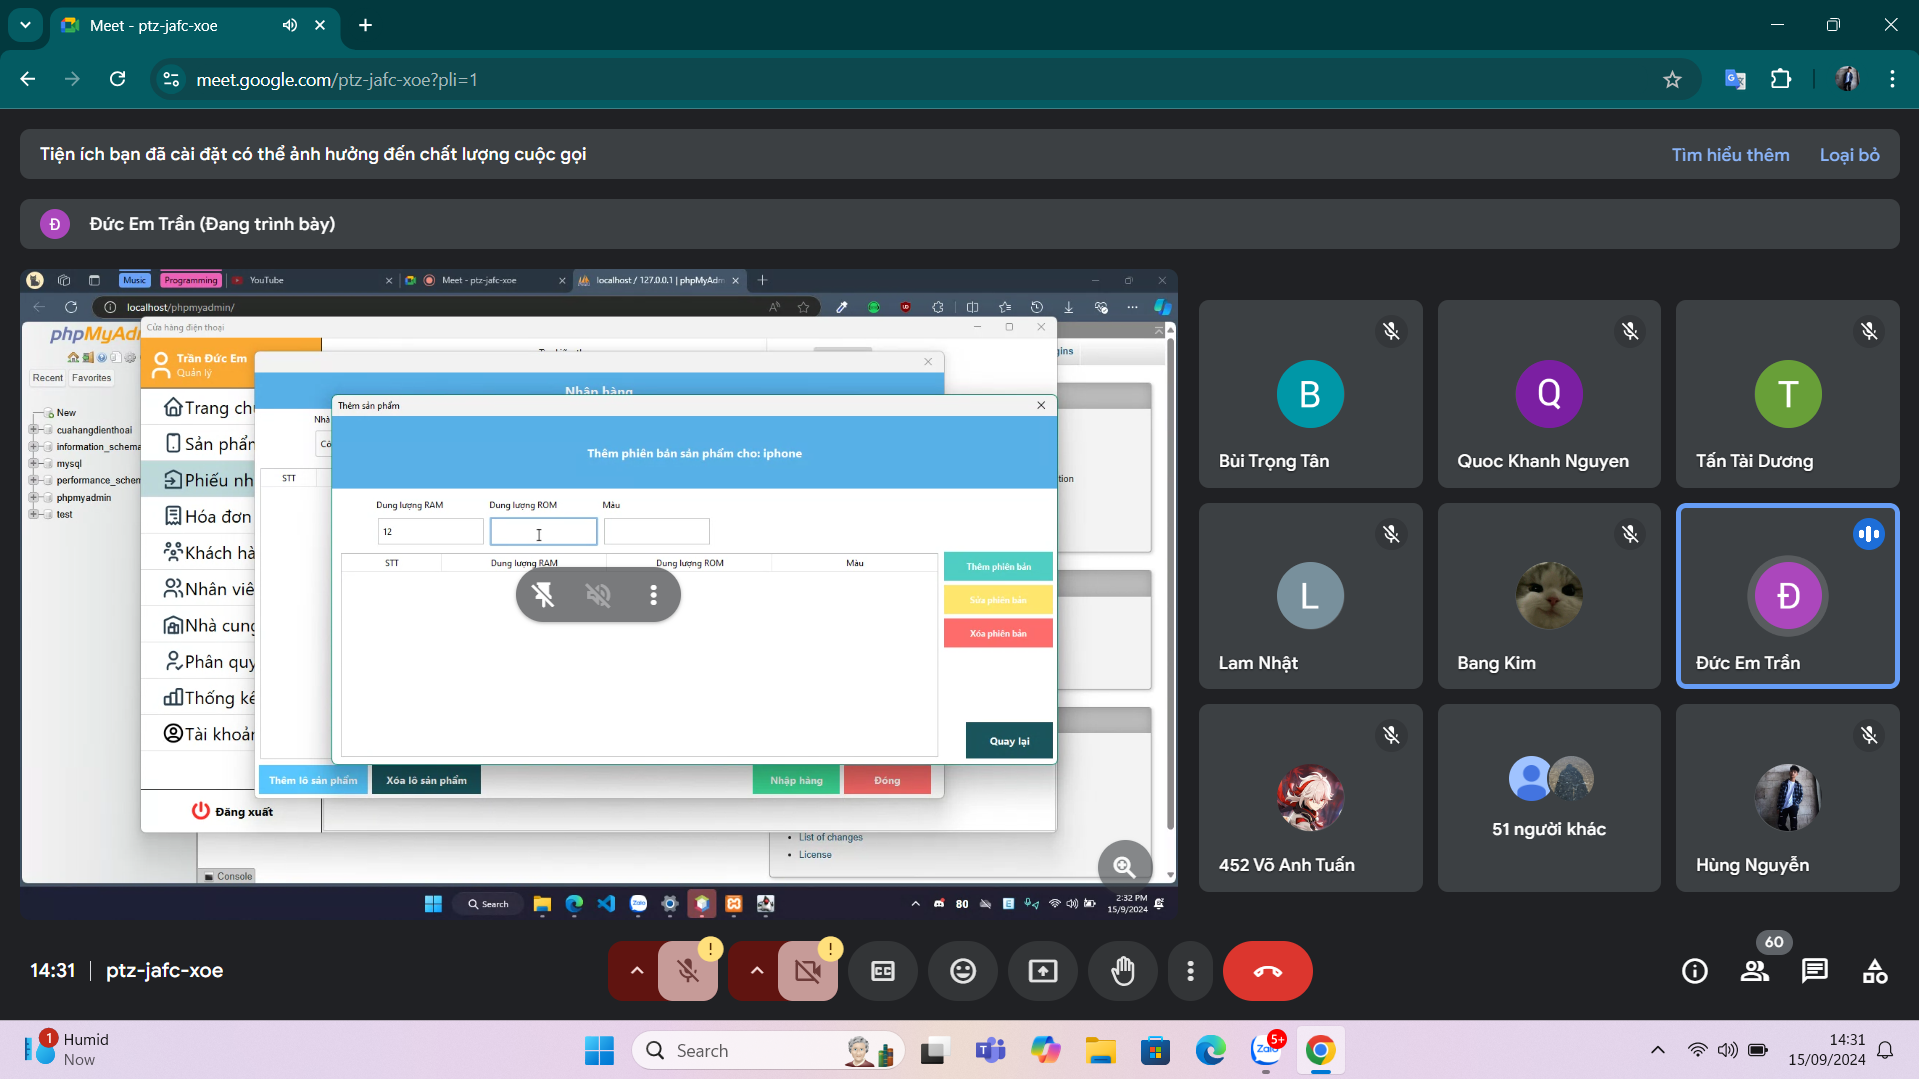 Meet - ptz-jafc-xoe
meet.google.com/ptz-jafc-xoe?pli=1
Tiện ích bạn đã cài đặt có thể ảnh hưởng đến chất lượng cuộc gọi
Tìm hiểu thêm
Loại bỏ
Đ
Đức Em Trần (Đang trình bày)
Music
Programming
YouTube
Meet - ptz-jafc-xoe
localhost / 127.0.0.1 | phpMyAdm
localhost/phpmyadmin/
phpMyAdm
Recent
Favorites
New
cuahangdienthoai
information_schema
mysql
performance_schem
phpmyadmin
test
Cửa hàng điện thoại
Trần Đức Em
Quản lý
Trang ch
Sản phẩm
Phiếu nh
Hóa đơn
Khách hà
Nhân viê
Nhà cung
Phân quy
Thống kê
Tài khoản
Đăng xuất
Nhập hàng
Nhà
STT
Thêm sản phẩm
Thêm phiên bản sản phẩm cho: iphone
Dung lượng RAM
Dung lượng ROM
Màu
12
STT
Dung lượng RAM
Dung lượng ROM
Màu
Thêm phiên bản
Sửa phiên bản
Xóa phiên bản
Quay lại
Thêm lô sản phẩm
Xóa lô sản phẩm
Nhập hàng
Đóng
gins
tion
List of changes
License
Console
Search
80
2:32 PM
15/9/2024
B
Bùi Trọng Tân
Q
Quoc Khanh Nguyen
T
Tấn Tài Dương
L
Lam Nhật
Bang Kim
Đ
Đức Em Trần
452 Võ Anh Tuấn
51 người khác
Hùng Nguyễn
14:31
ptz-jafc-xoe
60
1
Humid
Now
Search
Zalo
5+
14:31
15/09/2024